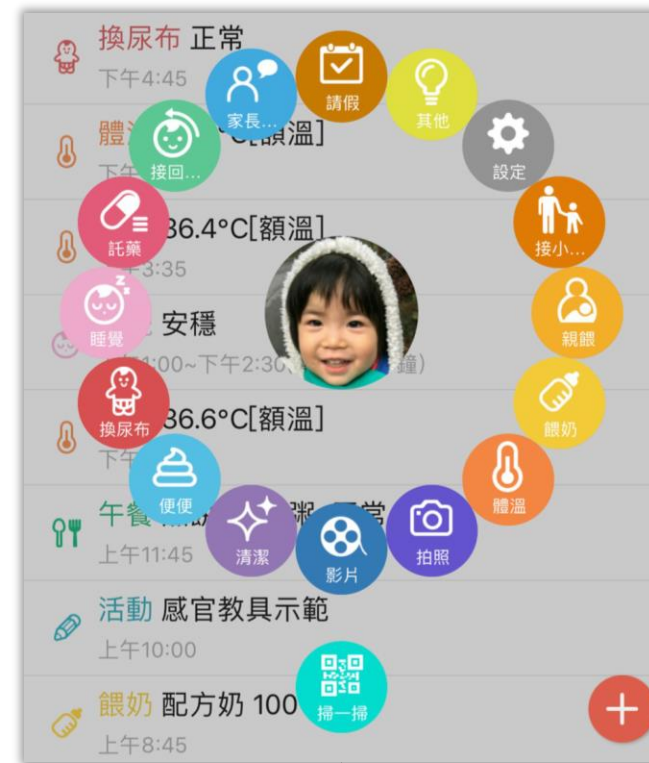 換尿布 正常
下午4:45
家長...
請假
其他
體
°C[額溫]
下午
接回...
設定
託藥
36.4°C[額溫]
3:35
接小...
睡覺
安穩
1:00~下午2:30
鐘)
親餵
換尿布
36.6°C[額溫]
下午
餵奶
便便
體溫
午餐
粥
常
上午11:45
清潔
影片
拍照
活動 感官教具示範
上午10:00
餵奶 配方奶 100
掃一掃
上午8:45